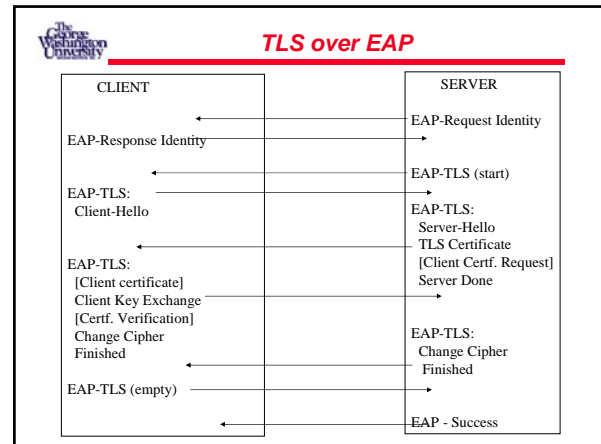 The
George
Washington
University
WASHINGTON DC
TLS over EAP
CLIENT
SERVER
EAP-Request Identity
EAP-Response Identity
EAP-TLS (start)
EAP-TLS:
Client-Hello
EAP-TLS:
Server-Hello
TLS Certificate
[Client Certf. Request]
Server Done
EAP-TLS:
[Client certificate]
Client Key Exchange
[Certf. Verification]
Change Cipher
Finished
EAP-TLS:
Change Cipher
Finished
EAP-TLS (empty)
EAP - Success